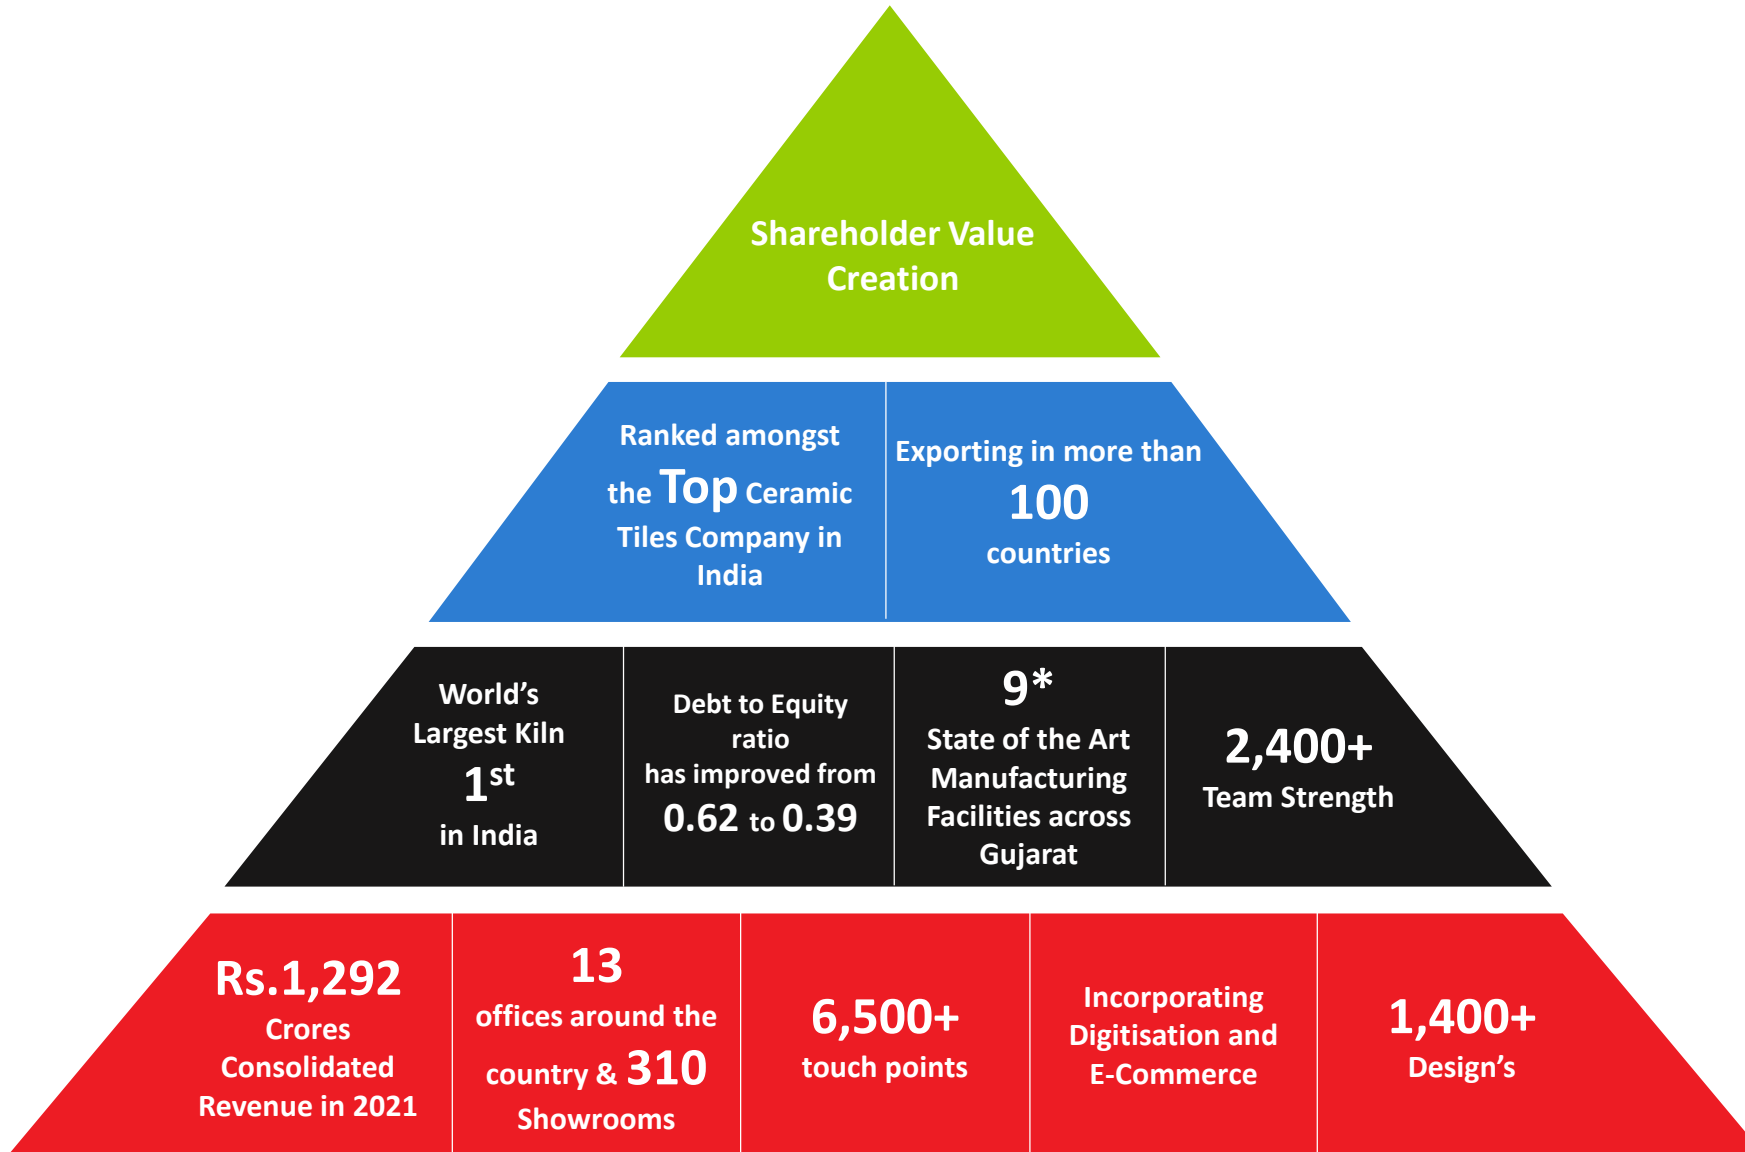 Shareholder Value
Creation
Ranked amongst
the Top Ceramic
Tiles Company in
India
Exporting in more than
100
countries
World’s
Largest Kiln
1st
in India
Debt to Equity
ratio
has improved from
0.62 to 0.39
9*
State of the Art
Manufacturing
Facilities across
Gujarat
2,400+
Team Strength
Rs.1,292
Crores
Consolidated
Revenue in 2021
13
offices around the
country & 310
Showrooms
6,500+
touch points
Incorporating
Digitisation and
E-Commerce
1,400+
Design’s